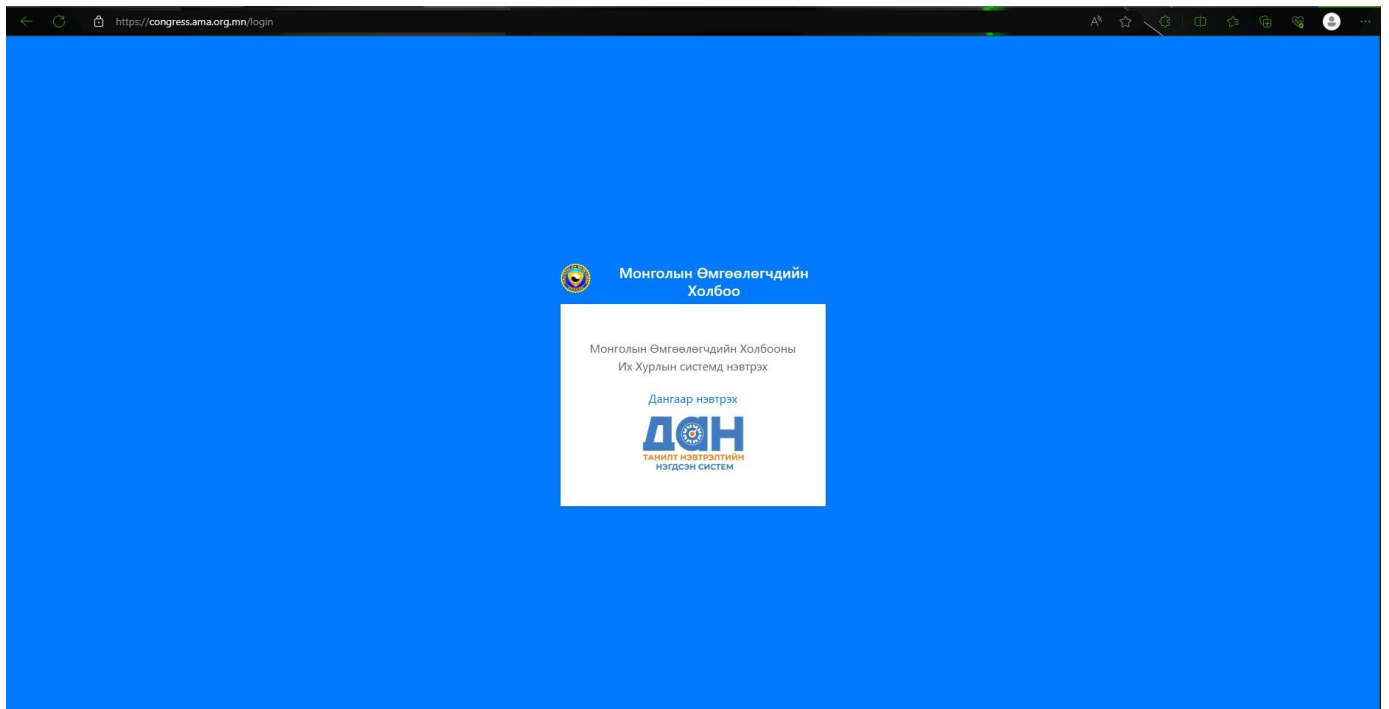 https://congress.ama.org.mn/login
Монголын Өмгөөлөгчдийн
Холбоо
Монголын Өмгөөлөгчдийн Холбооны
Их Хурлын системд нэвтрэх
Дангаар нэвтрэх
ДАН
ТАНИЛТ НЭВТРЭЛТИЙН
НЭГДСЭН СИСТЕМ